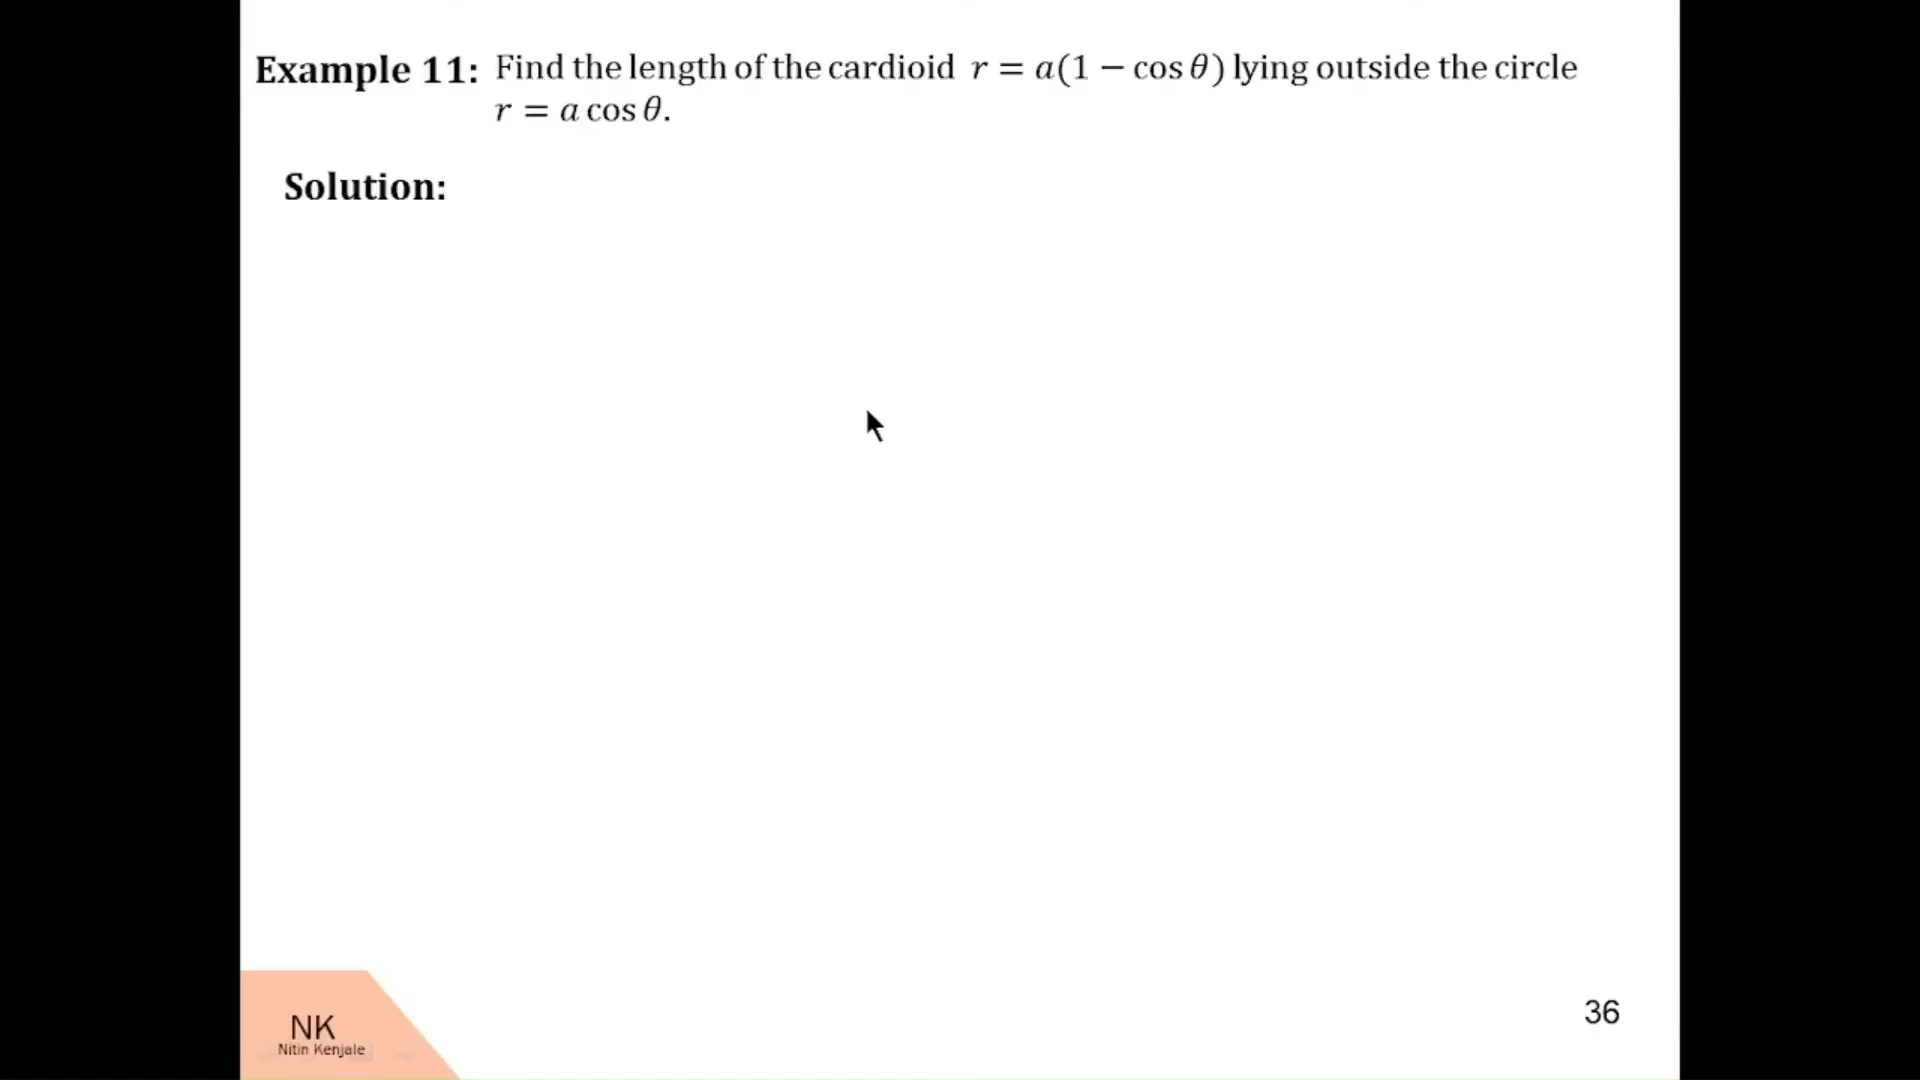 Example 11: Find the length of the cardioid r = a(1 − cos θ) lying outside the circle
r = a cos θ.
Solution:
NK
Nitin Kenjale
36